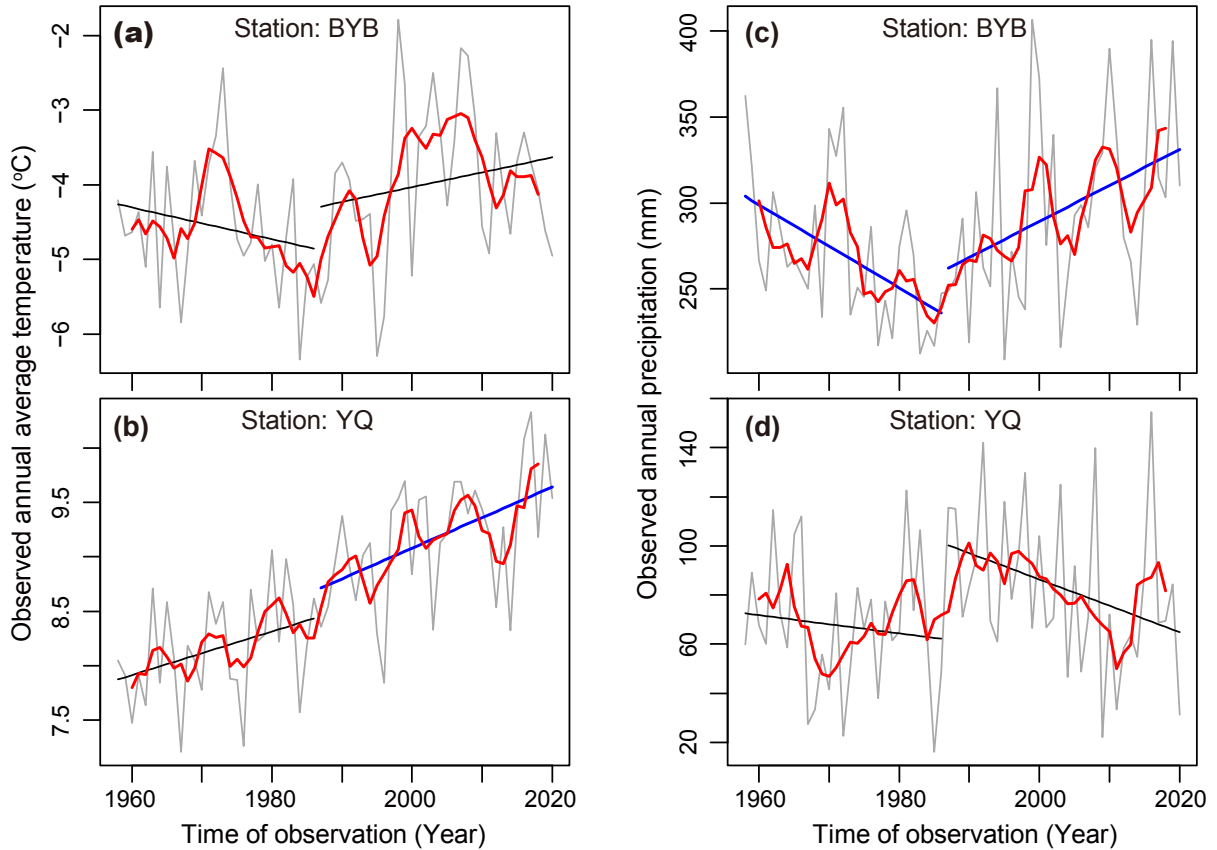 (a)
Station: BYB
−2
−3
−4
−5
−6
Observed annual average temperature (°C)
(b)
Station: YQ
9.5
8.5
7.5
1960
1980
2000
2020
Time of observation (Year)
(c)
Station: BYB
400
350
300
250
Observed annual precipitation (mm)
(d)
Station: YQ
140
100
60
20
1960
1980
2000
2020
Time of observation (Year)